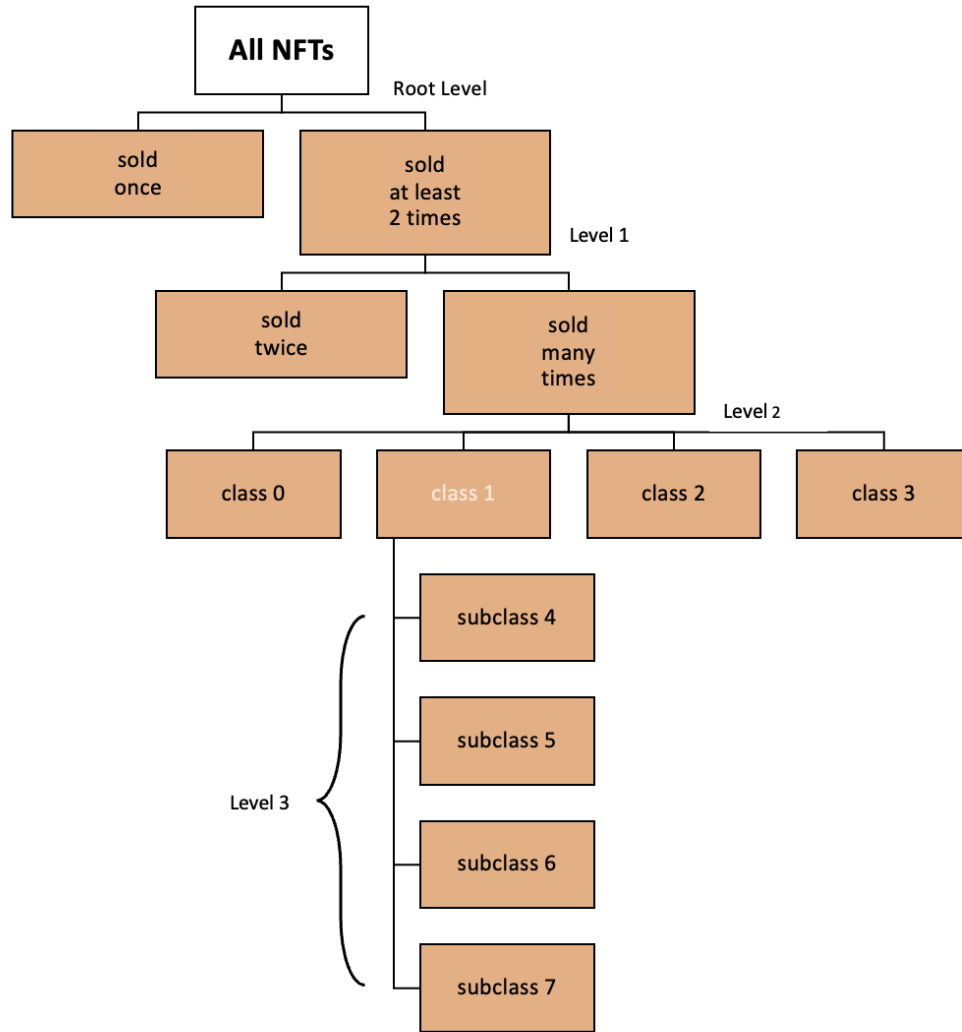 All NFTs
Root Level
sold
once
sold
at least
2 times
Level 1
sold
twice
sold
many
times
Level 2
class 0
class 1
class 2
class 3
subclass 4
subclass 5
Level 3
subclass 6
subclass 7